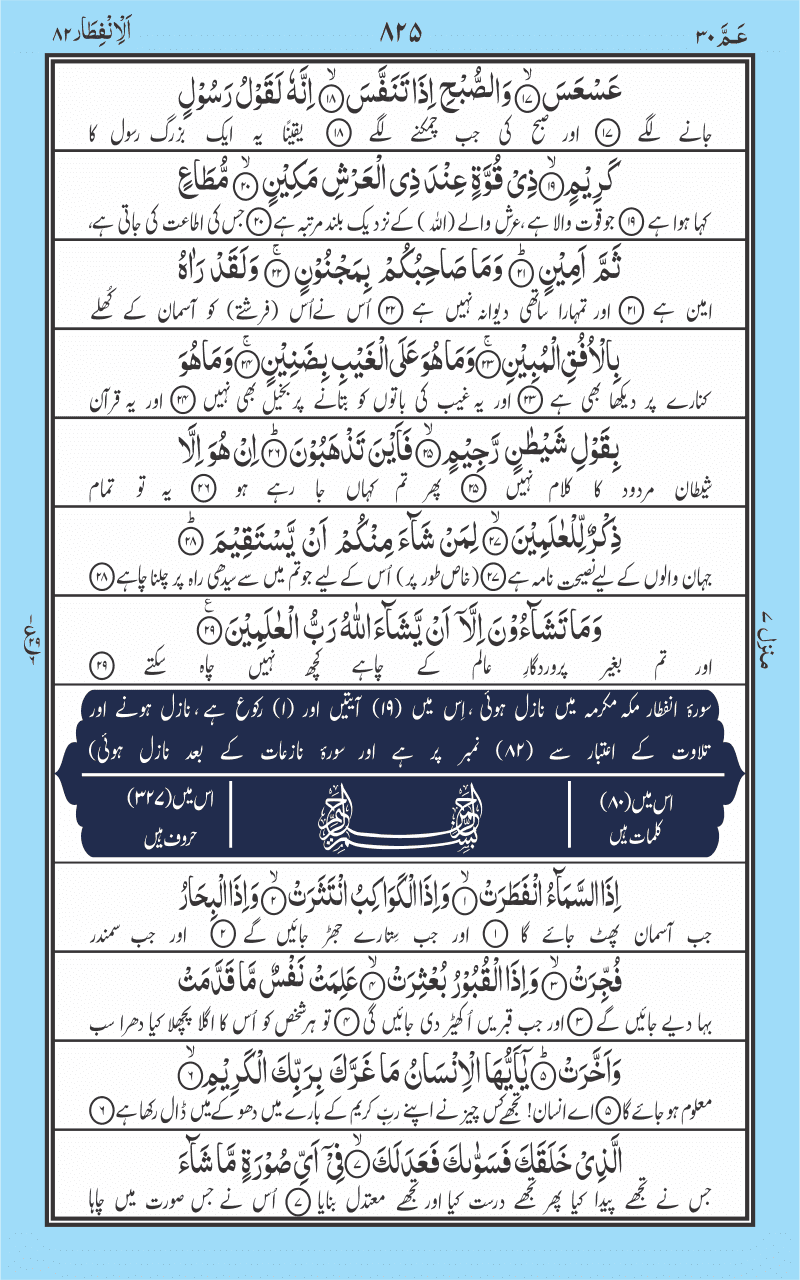 عَمَّ ۳۰
۸۲۵
اَلْاِنْفِطَار ۸۲
عَسْعَسَ ﴿۱۷﴾ۙ وَالصُّبْحِ اِذَا تَنَفَّسَ ﴿۱۸﴾ۙ اِنَّهٗ لَقَوْلُ رَسُوْلٍ
جانے لگے ﴿۱۷﴾ اور صبح کی جب چمکنے لگے ﴿۱۸﴾ یقینًا یہ ایک بزرگ رسول کا
كَرِيْمٍ ﴿۱۹﴾ۙ ذِيْ قُوَّةٍ عِنْدَ ذِي الْعَرْشِ مَكِيْنٍ ﴿۲۰﴾ۙ مُّطَاعٍ
کہا ہوا ہے ﴿۱۹﴾ جو قوت والا ہے، عرش والے (اللہ) کے نزدیک بلند مرتبہ ہے ﴿۲۰﴾ جس کی اطاعت کی جاتی ہے،
ثَمَّ اَمِيْنٍ ﴿۲۱﴾ؕ وَمَا صَاحِبُكُمْ بِمَجْنُوْنٍ ﴿۲۲﴾ۚ وَلَقَدْ رَاٰهُ
امین ہے ﴿۲۱﴾ اور تمہارا ساتھی دیوانہ نہیں ہے ﴿۲۲﴾ اُس نے اُس (فرشتے) کو آسمان کے کُھلے
بِالْاُفُقِ الْمُبِيْنِ ﴿۲۳﴾ۚ وَمَا هُوَ عَلَى الْغَيْبِ بِضَنِيْنٍ ﴿۲۴﴾ۚ وَمَا هُوَ
کنارے پر دیکھا بھی ہے ﴿۲۳﴾ اور یہ غیب کی باتوں کو بتانے پر بخیل بھی نہیں ﴿۲۴﴾ اور یہ قرآن
بِقَوْلِ شَيْطٰنٍ رَّجِيْمٍ ﴿۲۵﴾ۙ فَاَيْنَ تَذْهَبُوْنَ ﴿۲۶﴾ؕ اِنْ هُوَ اِلَّا
شیطان مردود کا کلام نہیں ﴿۲۵﴾ پھر تم کہاں جا رہے ہو ﴿۲۶﴾ یہ تو تمام
ذِكْرٌ لِّلْعٰلَمِيْنَ ﴿۲۷﴾ۙ لِمَنْ شَآءَ مِنْكُمْ اَنْ يَّسْتَقِيْمَ ﴿۲۸﴾ؕ
جہان والوں کے لیے نصیحت نامہ ہے ﴿۲۷﴾ (خاص طور پر) اُس کے لیے جو تم میں سے سیدھی راہ پر چلنا چاہے ﴿۲۸﴾
وَمَا تَشَآءُوْنَ اِلَّآ اَنْ يَّشَآءَ اللهُ رَبُّ الْعٰلَمِيْنَ ﴿۲۹﴾ۧ
اور تم بغیر پروردگارِ عالم کے چاہے کچھ نہیں چاہ سکتے ﴿۲۹﴾
منزل ۷
سورۂ انفطار مکہ مکرمہ میں نازل ہوئی، اِس میں (۱۹) آیتیں اور (۱) رکوع ہے، نازل ہونے اور
تلاوت کے اعتبار سے (۸۲) نمبر پر ہے اور سورۂ نازعات کے بعد نازل ہوئی)
اس میں (۸۰)
کلمات ہیں
بِسْمِ اللهِ الرَّحْمٰنِ الرَّحِيْمِ
اس میں (۳۲۷)
حروف ہیں
اِذَا السَّمَآءُ انْفَطَرَتْ ﴿۱﴾ۙ وَاِذَا الْكَوَاكِبُ انْتَثَرَتْ ﴿۲﴾ۙ وَاِذَا الْبِحَارُ
جب آسمان پھٹ جائے گا ﴿۱﴾ اور جب سِتارے جھڑ جائیں گے ﴿۲﴾ اور جب سمندر
فُجِّرَتْ ﴿۳﴾ۙ وَاِذَا الْقُبُوْرُ بُعْثِرَتْ ﴿۴﴾ۙ عَلِمَتْ نَفْسٌ مَّا قَدَّمَتْ
بہا دیے جائیں گے ﴿۳﴾ اور جب قبریں اُکھیڑ دی جائیں گی ﴿۴﴾ تو ہر شخص کو اُس کا اگلا پچھلا کیا دھرا سب
وَاَخَّرَتْ ﴿۵﴾ؕ يٰٓاَيُّهَا الْاِنْسَانُ مَا غَرَّكَ بِرَبِّكَ الْكَرِيْمِ ﴿۶﴾ۙ
معلوم ہو جائے گا ﴿۵﴾ اے انسان! تجھے کس چیز نے اپنے ربِّ کریم کے بارے میں دھوکے میں ڈال رکھا ہے ﴿۶﴾
الَّذِيْ خَلَقَكَ فَسَوّٰىكَ فَعَدَلَكَ ﴿۷﴾ۙ فِيْٓ اَيِّ صُوْرَةٍ مَّا شَآءَ
جس نے تجھے پیدا کیا پھر تجھے درست کیا اور تجھے معتدل بنایا ﴿۷﴾ اُس نے جس صورت میں چاہا